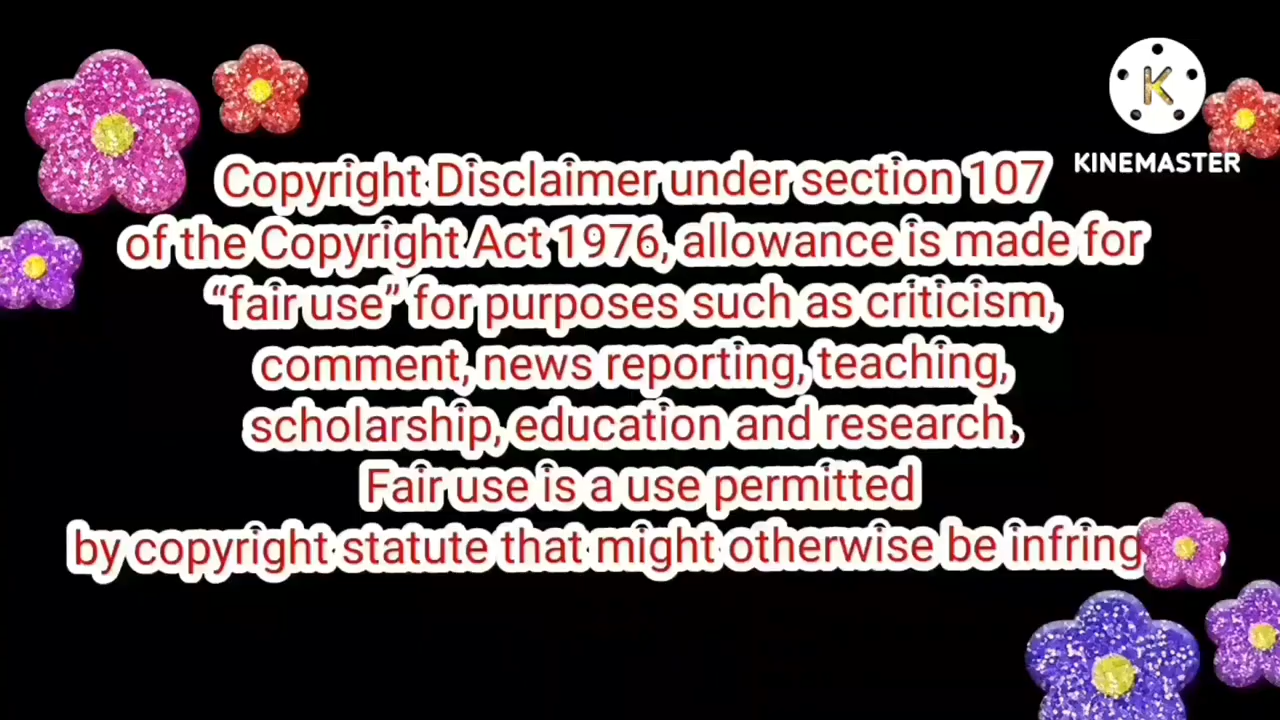 Copyright Disclaimer under section 107
of the Copyright Act 1976, allowance is made for
“fair use” for purposes such as criticism,
comment, news reporting, teaching,
scholarship, education and research.
Fair use is a use permitted
by copyright statute that might otherwise be
K
KINEMASTER